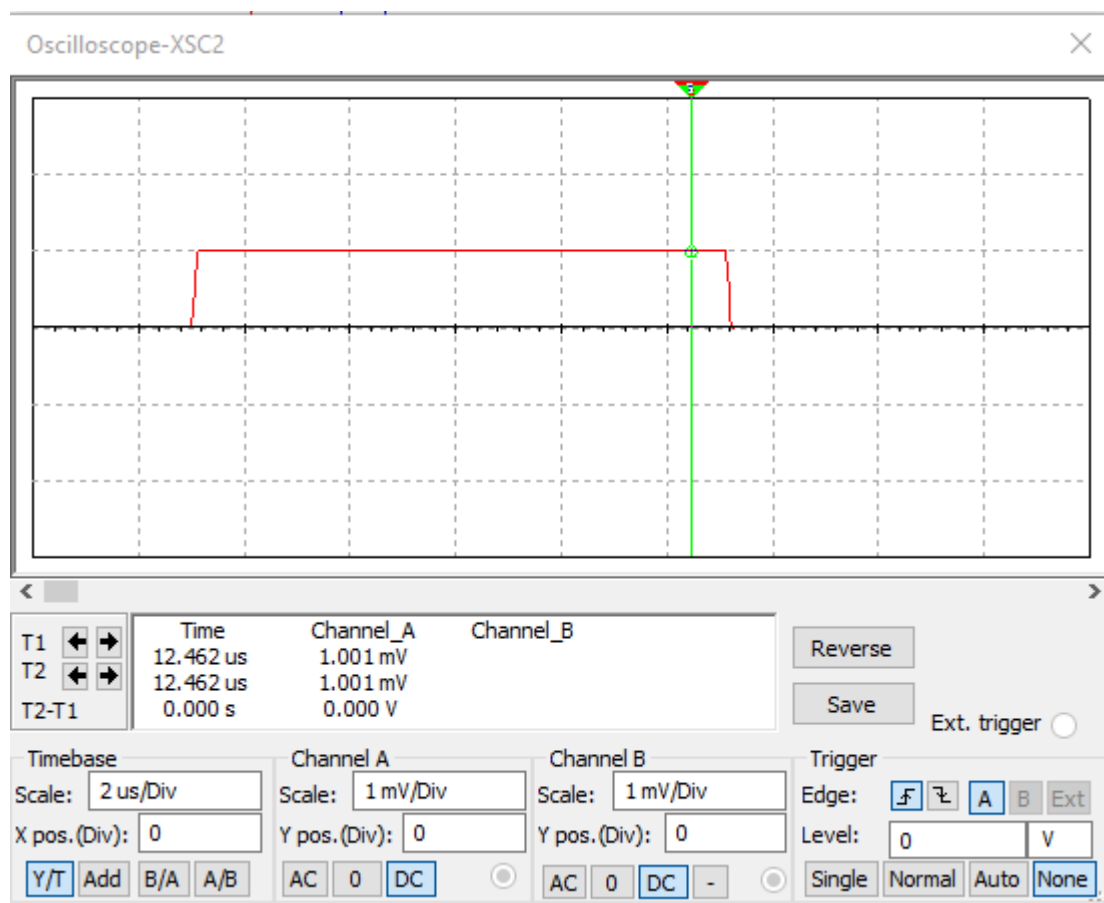 Oscilloscope-XSC2
Time Channel_A Channel_B
T1 12.462 us 1.001 mV
T2 12.462 us 1.001 mV
T2-T1 0.000 s 0.000 V
Reverse
Save
Ext. trigger
Timebase Channel A Channel B Trigger
Scale: 2 us/Div Scale: 1 mV/Div Scale: 1 mV/Div Edge: A B Ext
X pos.(Div): 0 Y pos.(Div): 0 Y pos.(Div): 0 Level: 0 V
Y/T Add B/A A/B AC 0 DC AC 0 DC - Single Normal Auto None